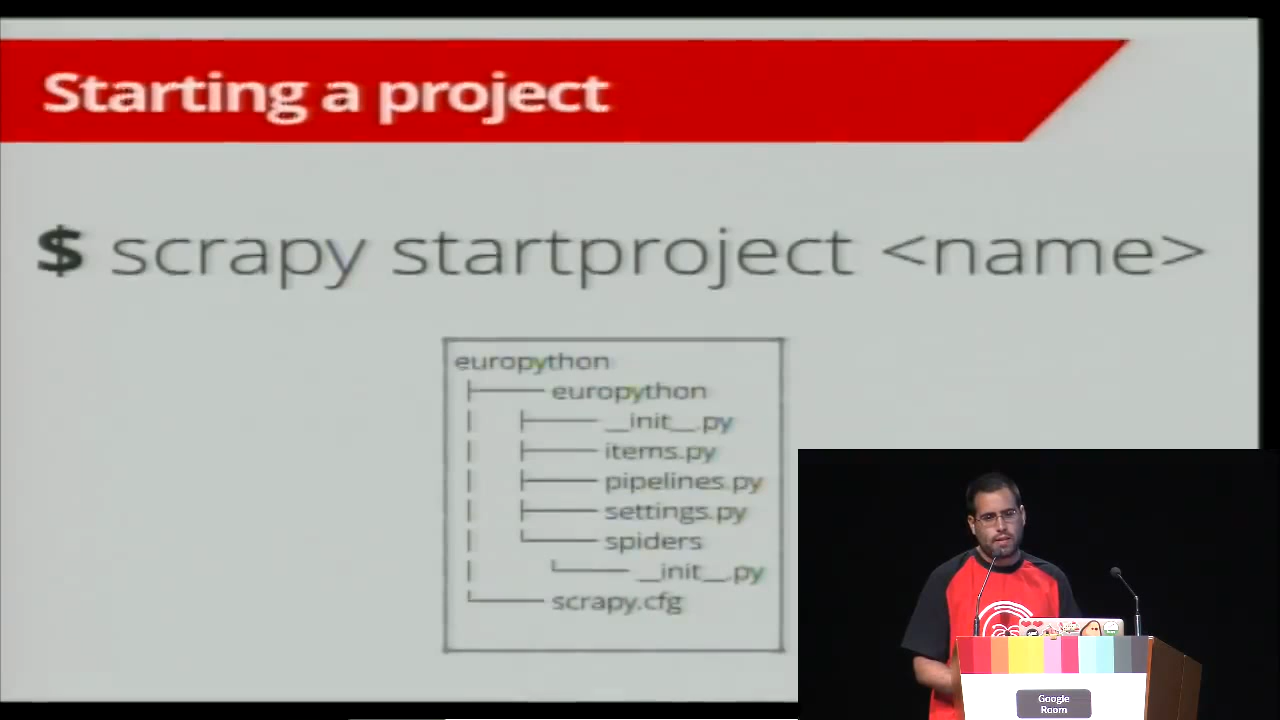 Starting a project
$ scrapy startproject <name>
europython
europython
__init__.py
items.py
pipelines.py
settings.py
spiders
__init__.py
scrapy.cfg
Google
Room